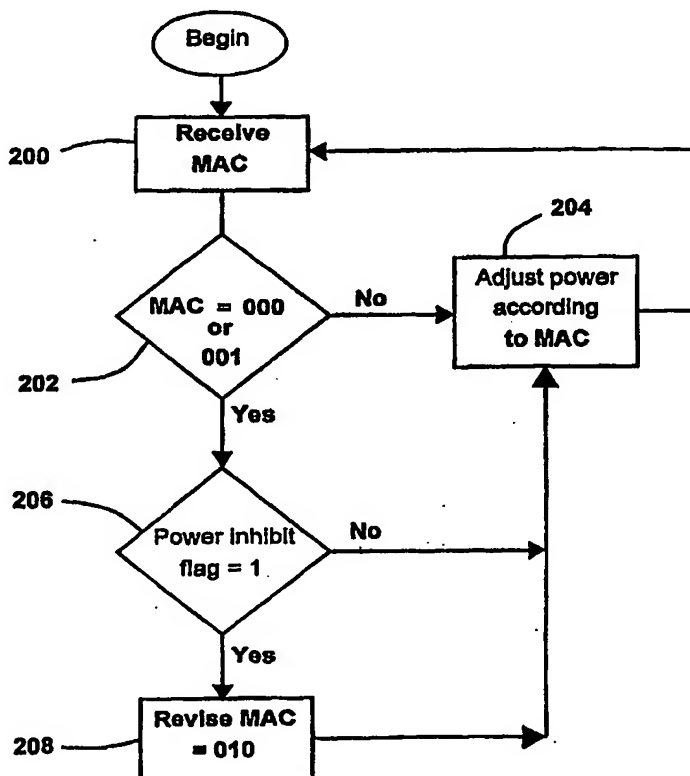 Begin
200
Receive
MAC
204
Adjust power
according
to MAC
MAC = 000
or
001
No
202
Yes
206
Power inhibit
flag = 1
No
Yes
208
Revise MAC
= 010